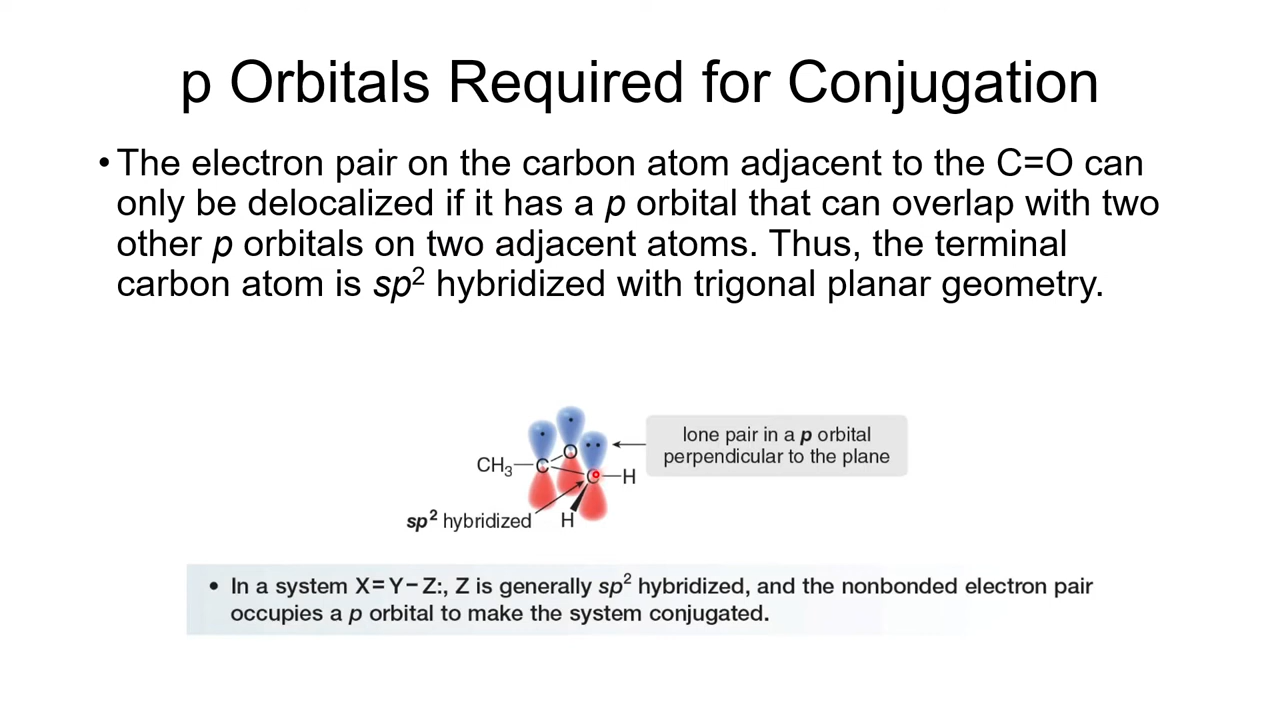 p Orbitals Required for Conjugation
• The electron pair on the carbon atom adjacent to the C=O can
only be delocalized if it has a p orbital that can overlap with two
other p orbitals on two adjacent atoms. Thus, the terminal
carbon atom is sp² hybridized with trigonal planar geometry.
lone pair in a p orbital
perpendicular to the plane
O
CH₃ C C H
sp² hybridized H
• In a system X=Y–Z:, Z is generally sp² hybridized, and the nonbonded electron pair
occupies a p orbital to make the system conjugated.